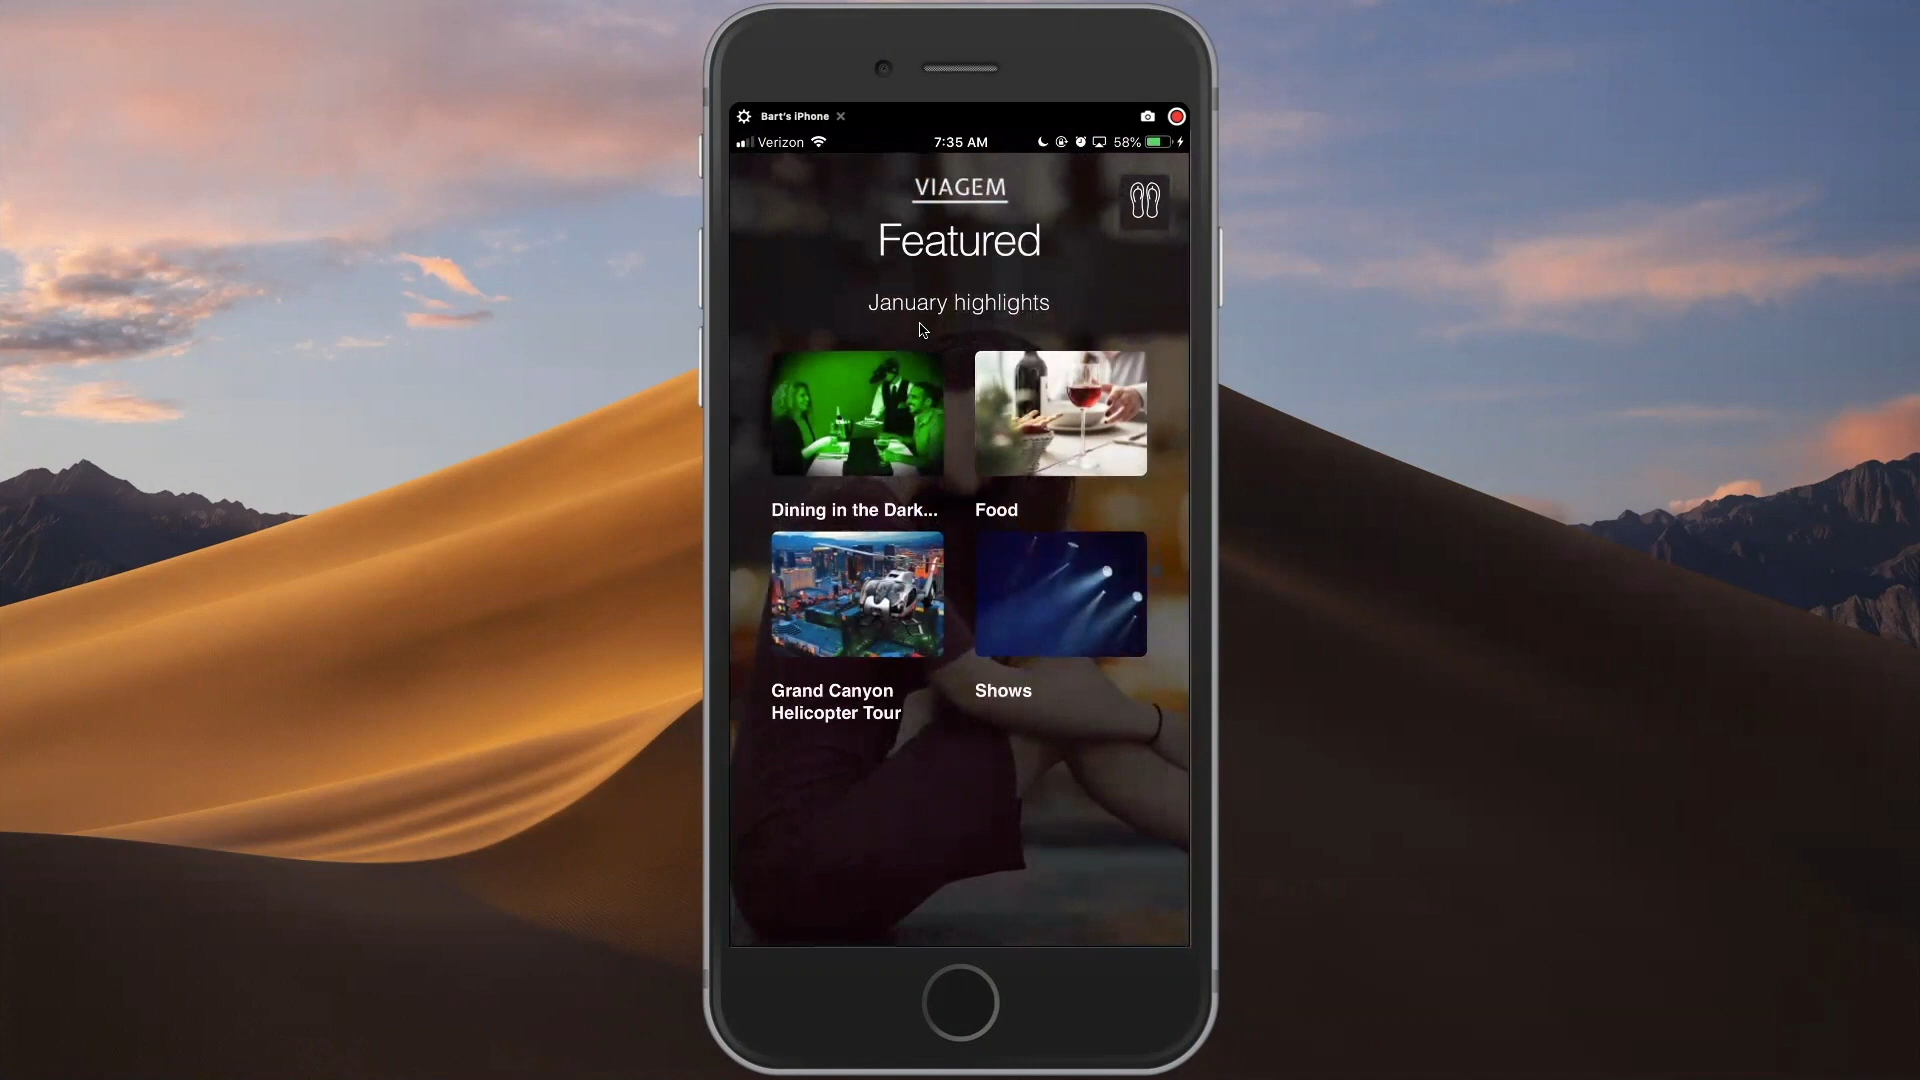 Bart's iPhone
Verizon 7:35 AM 58%
VIAGEM
Featured
January highlights
Dining in the Dark... Food
Grand Canyon Shows
Helicopter Tour